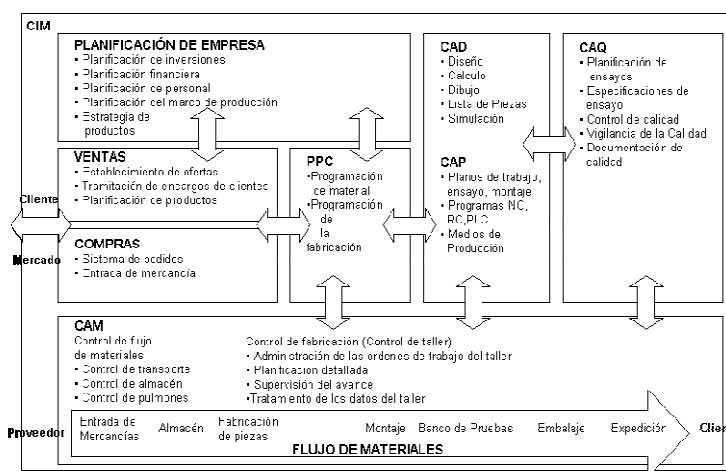 CIM
PLANIFICACIÓN DE EMPRESA
• Planificación de inversiones
• Planificación financiera
• Planificación de personal
• Planificación del marco de producción
• Estrategia de
productos
CAD
• Diseño
• Calculo
• Dibujo
• Lista de Piezas
• Simulación
CAP
• Planos de trabajo,
ensayo, montaje
• Programas NC,
RC,PLC
• Medios de
Producción
CAQ
• Planificación de
ensayos
• Especificaciones de
ensayo
• Control de calidad
• Vigilancia de la Calidad
• Documentación de
calidad
VENTAS
• Establecimiento de ofertas
• Tramitación de encargos de clientes
• Planificación de productos
Cliente
Mercado
COMPRAS
• Sistema de pedidos
• Entrada de mercancía
PPC
•Programación
de material
•Programación
de
la
fabricación
CAM
Control de flujo
de materiales
• Control de transporte
• Control de almacén
• Control de pulmones
Control de fabricación (Control de taller)
• Administración de las ordenes de trabajo del taller
• Planificación detallada
• Supervisión del avance
•Tratamiento de los datos del taller
Proveedor
Entrada de
Mercancías
Almacén
Fabricación
de piezas
Montaje
Banco de Pruebas
Embalaje
Expedición
Clier
FLUJO DE MATERIALES